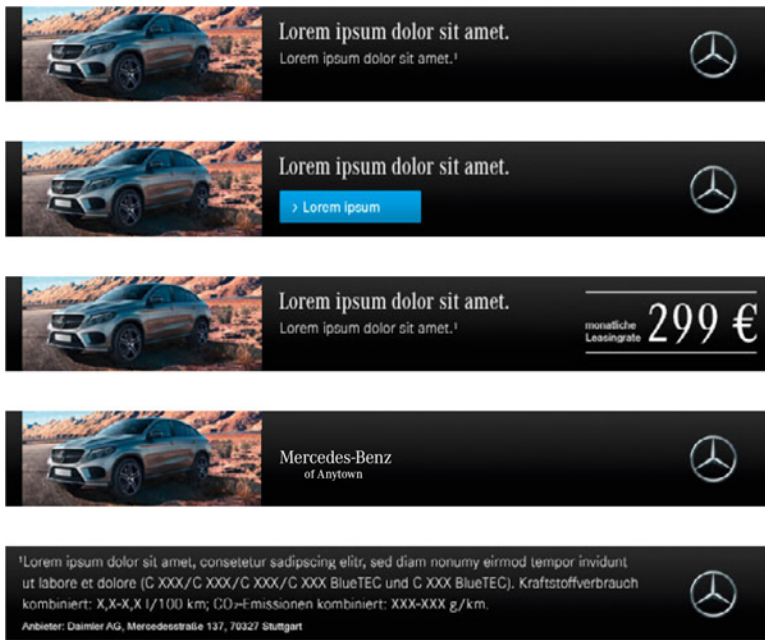 Lorem ipsum dolor sit amet.
Lorem ipsum dolor sit amet.¹
Lorem ipsum dolor sit amet.
> Lorem ipsum
Lorem ipsum dolor sit amet.
Lorem ipsum dolor sit amet.¹
monatliche
Leasingrate
299 €
Mercedes-Benz
of Anytown
¹Lorem ipsum dolor sit amet, consetetur sadipscing elitr, sed diam nonumy eirmod tempor invidunt
ut labore et dolore (C XXX/C XXX/C XXX/C XXX BlueTEC und C XXX BlueTEC). Kraftstoffverbrauch
kombiniert: X,X-X,X l/100 km; CO₂-Emissionen kombiniert: XXX-XXX g/km.
Anbieter: Daimler AG, Mercedesstraße 137, 70327 Stuttgart